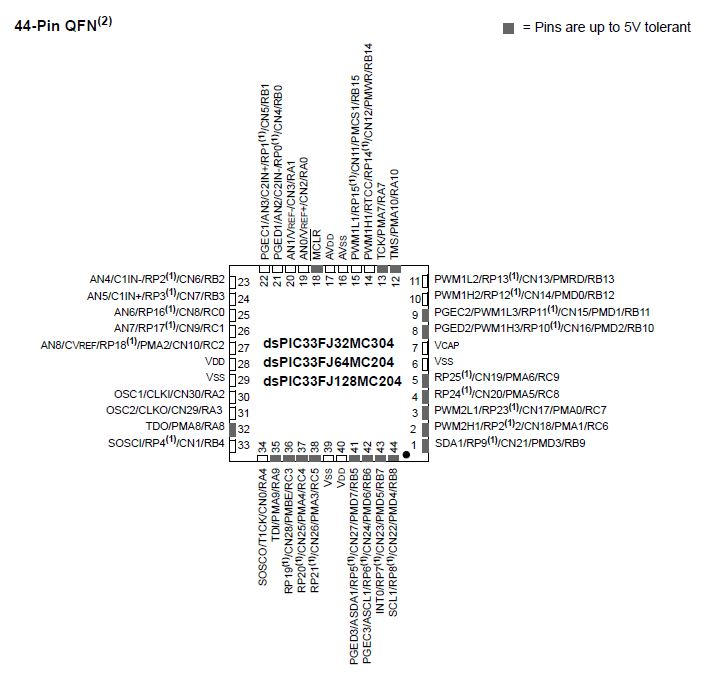 44-Pin QFN(2)
= Pins are up to 5V tolerant
PGEC1/AN3/C2IN+/RP1(1)/CN5/RB1
PGED1/AN2/C2IN-/RP0(1)/CN4/RB0
AN1/VREF-/CN3/RA1
AN0/VREF+/CN2/RA0
MCLR
AVDD
AVSS
PWM1L1/RP15(1)/CN11/PMCS1/RB15
PWM1H1/RTCC/RP14(1)/CN12/PMWR/RB14
TCK/PMA7/RA7
TMS/PMA10/RA10
22 21 20 19 18 17 16 15 14 13 12
AN4/C1IN-/RP2(1)/CN6/RB2 23
AN5/C1IN+/RP3(1)/CN7/RB3 24
AN6/RP16(1)/CN8/RC0 25
AN7/RP17(1)/CN9/RC1 26
AN8/CVREF/RP18(1)/PMA2/CN10/RC2 27
VDD 28
VSS 29
OSC1/CLKI/CN30/RA2 30
OSC2/CLKO/CN29/RA3 31
TDO/PMA8/RA8 32
SOSCI/RP4(1)/CN1/RB4 33
dsPIC33FJ32MC304
dsPIC33FJ64MC204
dsPIC33FJ128MC204
11 PWM1L2/RP13(1)/CN13/PMRD/RB13
10 PWM1H2/RP12(1)/CN14/PMD0/RB12
9 PGEC2/PWM1L3/RP11(1)/CN15/PMD1/RB11
8 PGED2/PWM1H3/RP10(1)/CN16/PMD2/RB10
7 VCAP
6 VSS
5 RP25(1)/CN19/PMA6/RC9
4 RP24(1)/CN20/PMA5/RC8
3 PWM2L1/RP23(1)/CN17/PMA0/RC7
2 PWM2H1/RP2(1)2/CN18/PMA1/RC6
1 SDA1/RP9(1)/CN21/PMD3/RB9
34 35 36 37 38 39 40 41 42 43 44
SOSCO/T1CK/CN0/RA4
TDI/PMA9/RA9
RP19(1)/CN28/PMBE/RC3
RP20(1)/CN25/PMA4/RC4
RP21(1)/CN26/PMA3/RC5
VSS
VDD
PGED3/ASDA1/RP5(1)/CN27/PMD7/RB5
PGEC3/ASCL1/RP6(1)/CN24/PMD6/RB6
INT0/RP7(1)/CN23/PMD5/RB7
SCL1/RP8(1)/CN22/PMD4/RB8